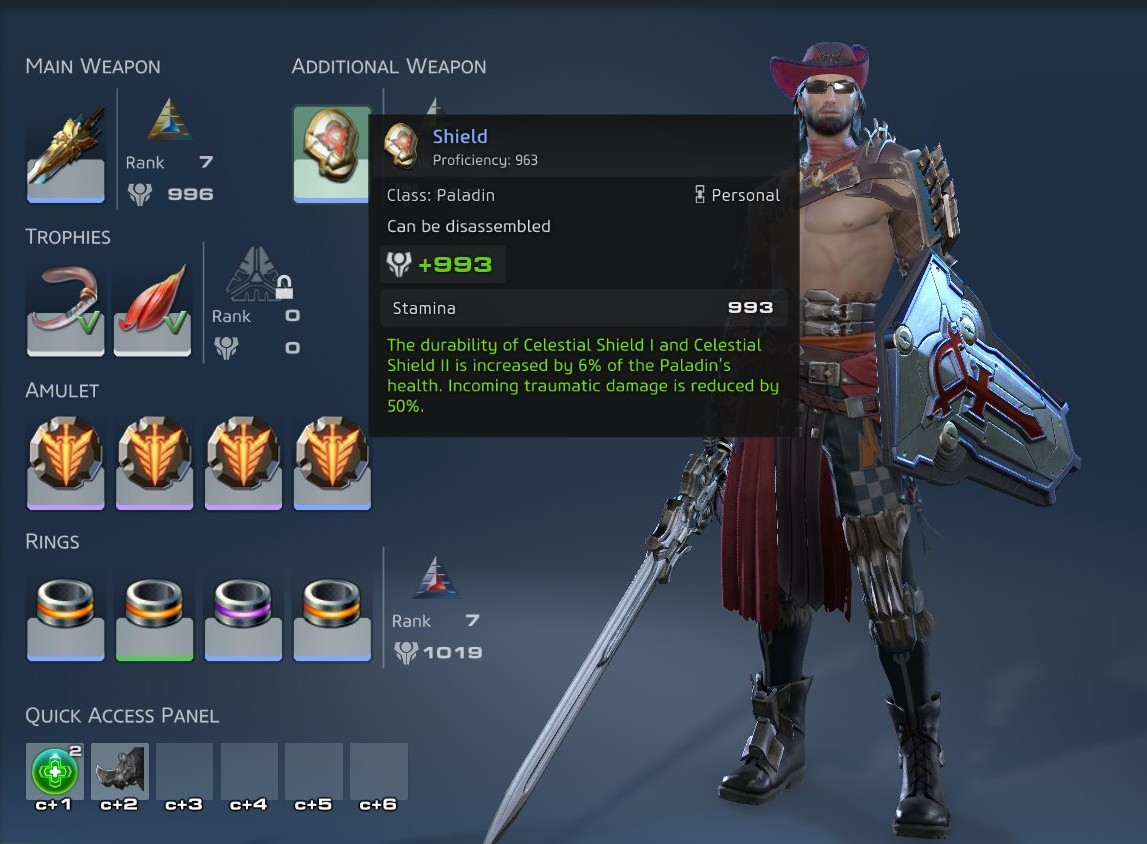 MAIN WEAPON
ADDITIONAL WEAPON
Rank 7
996
Shield
Proficiency: 963
Class: Paladin
Personal
Can be disassembled
+993
Stamina 993
The durability of Celestial Shield I and Celestial
Shield II is increased by 6% of the Paladin's
health. Incoming traumatic damage is reduced by
50%.
TROPHIES
Rank 0
0
AMULET
RINGS
Rank 7
1019
QUICK ACCESS PANEL
2
c+1 c+2 c+3 c+4 c+5 c+6